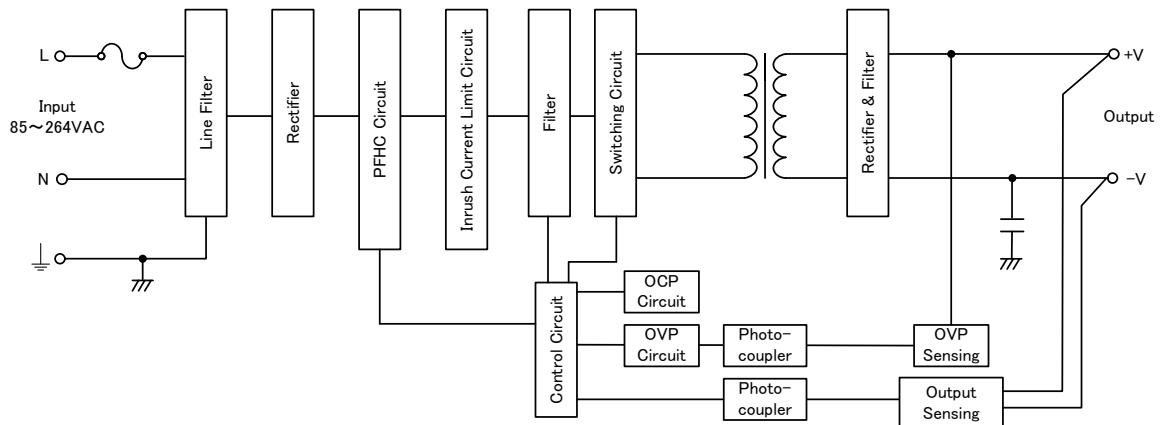 L
Input
85～264VAC
N
Line Filter
Rectifier
PFHC Circuit
Inrush Current Limit Circuit
Filter
Switching Circuit
Rectifier & Filter
+V
Output
-V
Control Circuit
OCP
Circuit
OVP
Circuit
Photo-
coupler
OVP
Sensing
Photo-
coupler
Output
Sensing